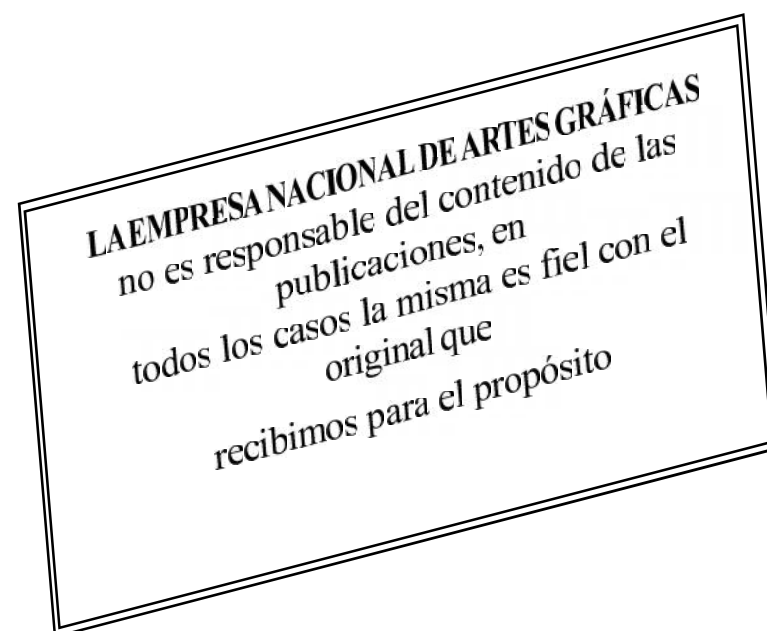 LA EMPRESA NACIONAL DE ARTES GRÁFICAS
no es responsable del contenido de las
publicaciones, en
todos los casos la misma es fiel con el
original que
recibimos para el propósito